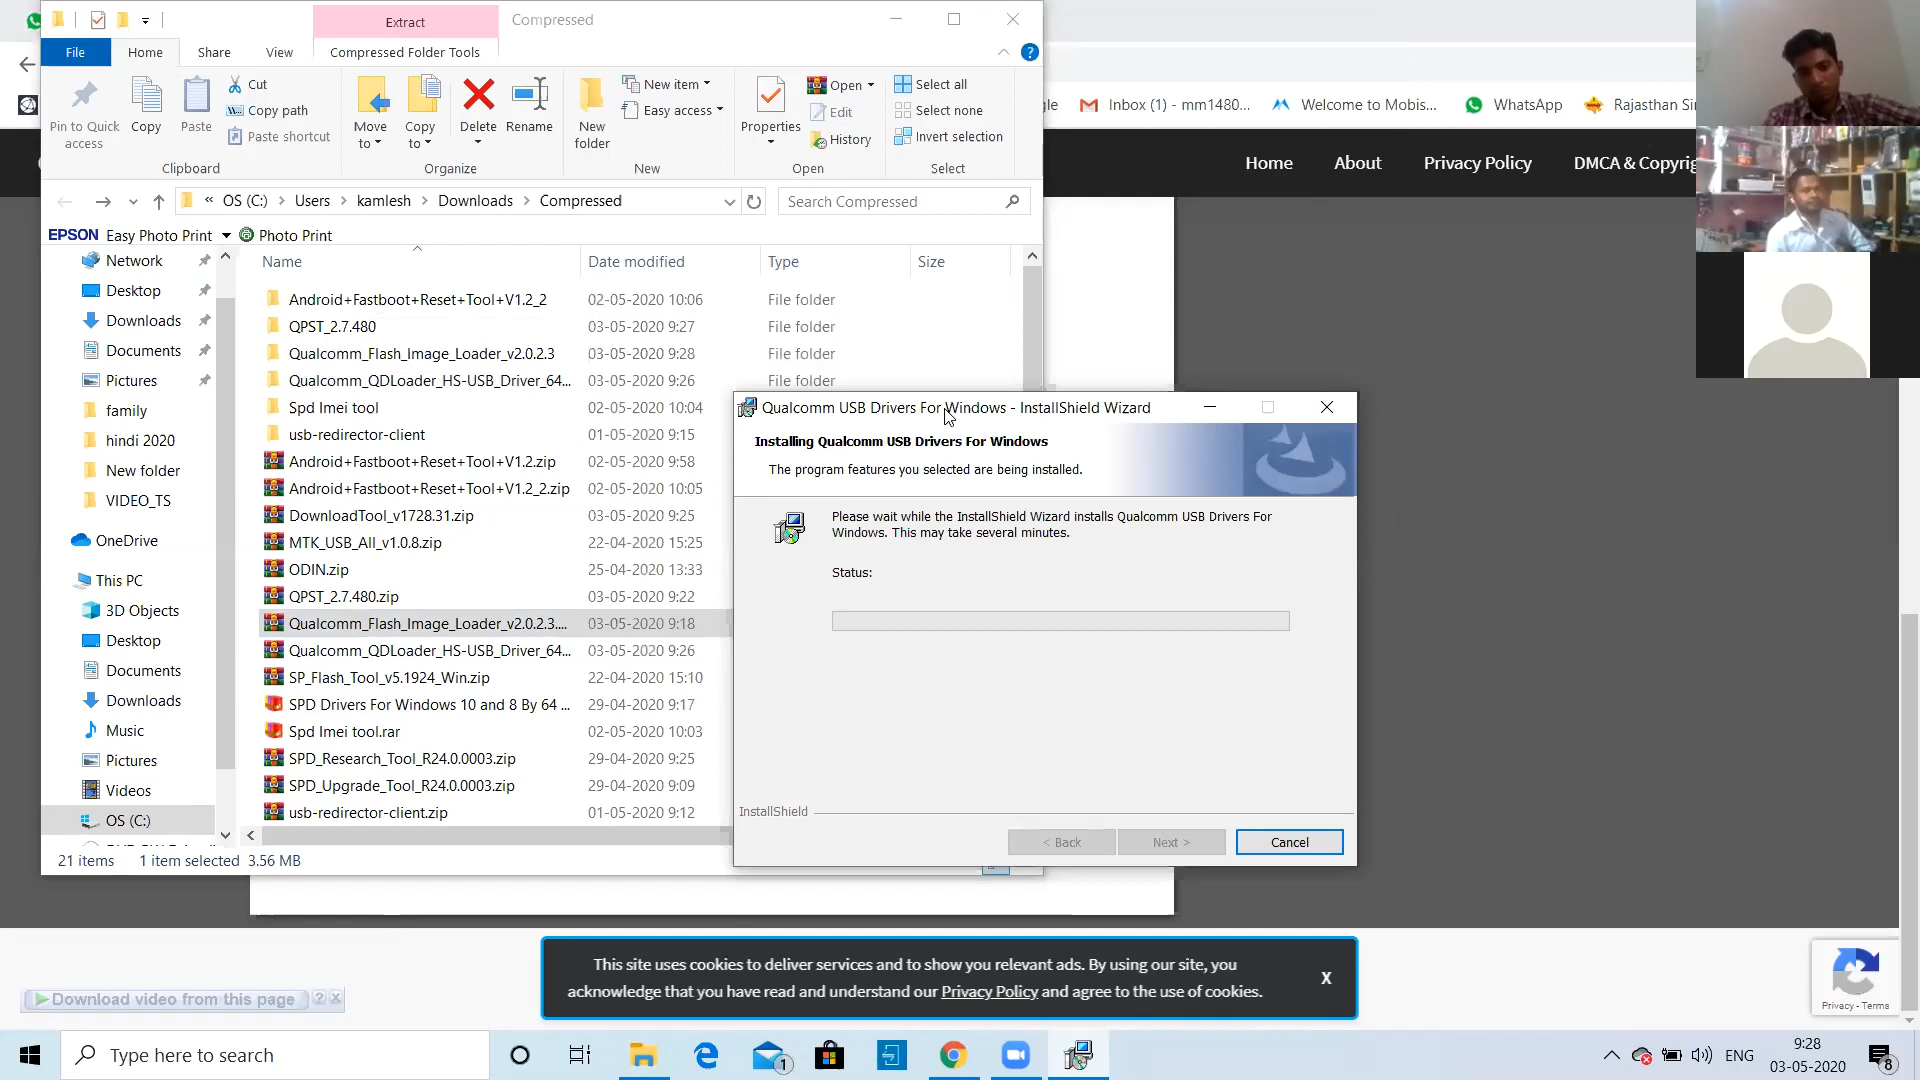 Extract
Compressed
File
Home
Share
View
Compressed Folder Tools
Pin to Quick access
Copy
Paste
Cut
Copy path
Paste shortcut
Clipboard
Move to
Copy to
Delete
Rename
Organize
New folder
New item
Easy access
New
Properties
Open
Edit
History
Open
Select all
Select none
Invert selection
Select
gle
Inbox (1) - mm1480...
Welcome to Mobis...
WhatsApp
Rajasthan Sin
Home
About
Privacy Policy
DMCA & Copyrig
« OS (C:) > Users > kamlesh > Downloads > Compressed
Search Compressed
EPSON Easy Photo Print
Photo Print
Network
Desktop
Downloads
Documents
Pictures
family
hindi 2020
New folder
VIDEO_TS
OneDrive
This PC
3D Objects
Desktop
Documents
Downloads
Music
Pictures
Videos
OS (C:)
Name Date modified Type Size
Android+Fastboot+Reset+Tool+V1.2_2 02-05-2020 10:06 File folder
QPST_2.7.480 03-05-2020 9:27 File folder
Qualcomm_Flash_Image_Loader_v2.0.2.3 03-05-2020 9:28 File folder
Qualcomm_QDLoader_HS-USB_Driver_64... 03-05-2020 9:26 File folder
Spd Imei tool 02-05-2020 10:04
usb-redirector-client 01-05-2020 9:15
Android+Fastboot+Reset+Tool+V1.2.zip 02-05-2020 9:58
Android+Fastboot+Reset+Tool+V1.2_2.zip 02-05-2020 10:05
DownloadTool_v1728.31.zip 03-05-2020 9:25
MTK_USB_All_v1.0.8.zip 22-04-2020 15:25
ODIN.zip 25-04-2020 13:33
QPST_2.7.480.zip 03-05-2020 9:22
Qualcomm_Flash_Image_Loader_v2.0.2.3.... 03-05-2020 9:18
Qualcomm_QDLoader_HS-USB_Driver_64... 03-05-2020 9:26
SP_Flash_Tool_v5.1924_Win.zip 22-04-2020 15:10
SPD Drivers For Windows 10 and 8 By 64 ... 29-04-2020 9:17
Spd Imei tool.rar 02-05-2020 10:03
SPD_Research_Tool_R24.0.0003.zip 29-04-2020 9:25
SPD_Upgrade_Tool_R24.0.0003.zip 29-04-2020 9:09
usb-redirector-client.zip 01-05-2020 9:12
21 items 1 item selected 3.56 MB
Qualcomm USB Drivers For Windows - InstallShield Wizard
Installing Qualcomm USB Drivers For Windows
The program features you selected are being installed.
Please wait while the InstallShield Wizard installs Qualcomm USB Drivers For
Windows. This may take several minutes.
Status:
InstallShield
< Back
Next >
Cancel
This site uses cookies to deliver services and to show you relevant ads. By using our site, you
acknowledge that you have read and understand our Privacy Policy and agree to the use of cookies.
X
Download video from this page ? X
Privacy - Terms
Type here to search
1
ENG
9:28
03-05-2020
8